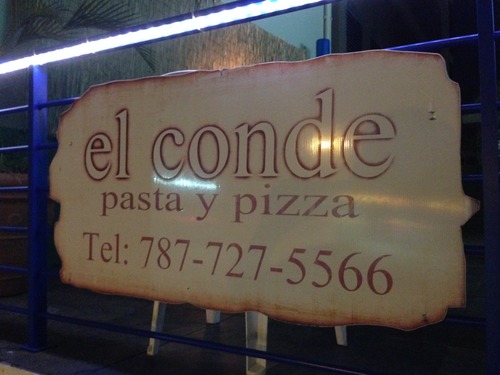 el conde
pasta y pizza
Tel: 787-727-5566